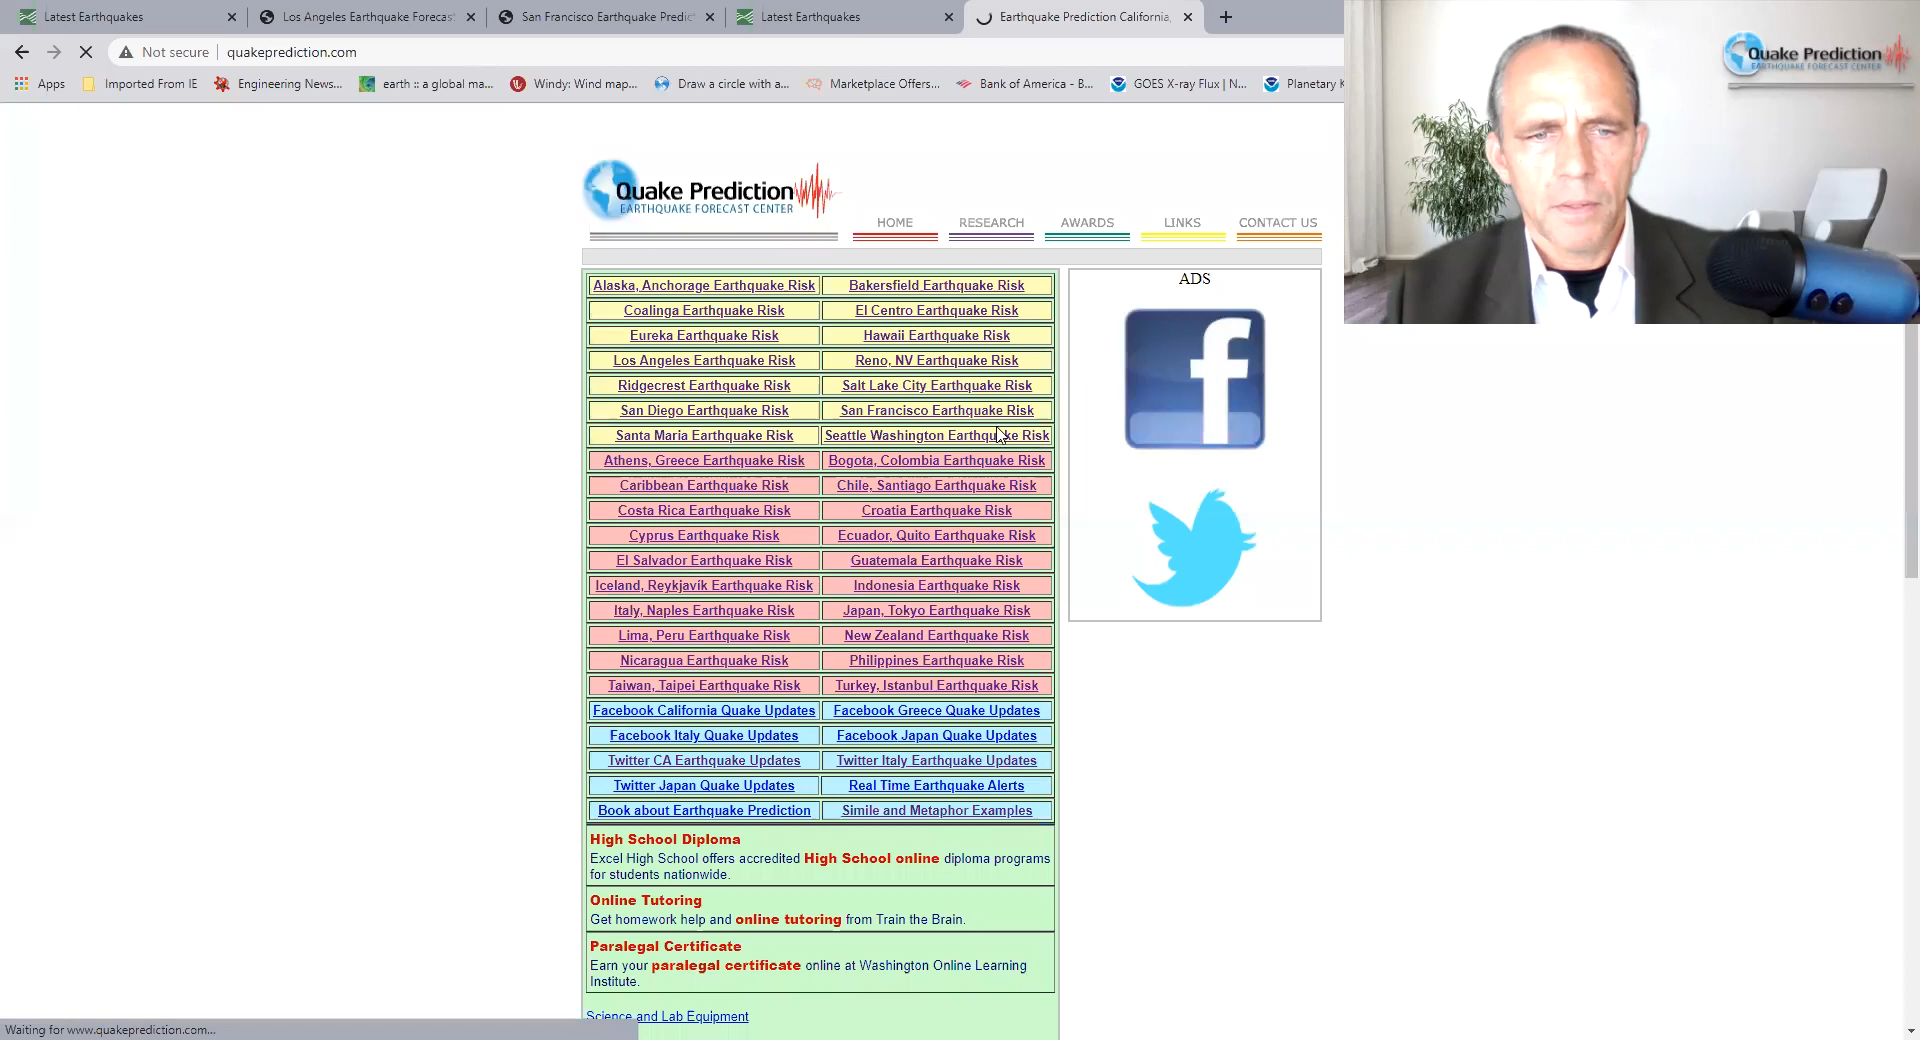 Latest Earthquakes
Los Angeles Earthquake Forecas
San Francisco Earthquake Predic
Latest Earthquakes
Earthquake Prediction California,
Not secure
quakeprediction.com
Apps
Imported From IE
Engineering News...
earth :: a global ma...
Windy: Wind map...
Draw a circle with a...
Marketplace Offers...
Bank of America - B...
GOES X-ray Flux | N...
Planetary K
Quake Prediction
EARTHQUAKE FORECAST CENTER
Quake Prediction
EARTHQUAKE FORECAST CENTER
HOME
RESEARCH
AWARDS
LINKS
CONTACT US
Alaska, Anchorage Earthquake Risk
Bakersfield Earthquake Risk
Coalinga Earthquake Risk
El Centro Earthquake Risk
Eureka Earthquake Risk
Hawaii Earthquake Risk
Los Angeles Earthquake Risk
Reno, NV Earthquake Risk
Ridgecrest Earthquake Risk
Salt Lake City Earthquake Risk
San Diego Earthquake Risk
San Francisco Earthquake Risk
Santa Maria Earthquake Risk
Seattle Washington Earthquake Risk
Athens, Greece Earthquake Risk
Bogota, Colombia Earthquake Risk
Caribbean Earthquake Risk
Chile, Santiago Earthquake Risk
Costa Rica Earthquake Risk
Croatia Earthquake Risk
Cyprus Earthquake Risk
Ecuador, Quito Earthquake Risk
El Salvador Earthquake Risk
Guatemala Earthquake Risk
Iceland, Reykjavík Earthquake Risk
Indonesia Earthquake Risk
Italy, Naples Earthquake Risk
Japan, Tokyo Earthquake Risk
Lima, Peru Earthquake Risk
New Zealand Earthquake Risk
Nicaragua Earthquake Risk
Philippines Earthquake Risk
Taiwan, Taipei Earthquake Risk
Turkey, Istanbul Earthquake Risk
Facebook California Quake Updates
Facebook Greece Quake Updates
Facebook Italy Quake Updates
Facebook Japan Quake Updates
Twitter CA Earthquake Updates
Twitter Italy Earthquake Updates
Twitter Japan Quake Updates
Real Time Earthquake Alerts
Book about Earthquake Prediction
Simile and Metaphor Examples
ADS
f
High School Diploma
Excel High School offers accredited High School online diploma programs
for students nationwide.
Online Tutoring
Get homework help and online tutoring from Train the Brain.
Paralegal Certificate
Earn your paralegal certificate online at Washington Online Learning
Institute.
Science and Lab Equipment
Waiting for www.quakeprediction.com...